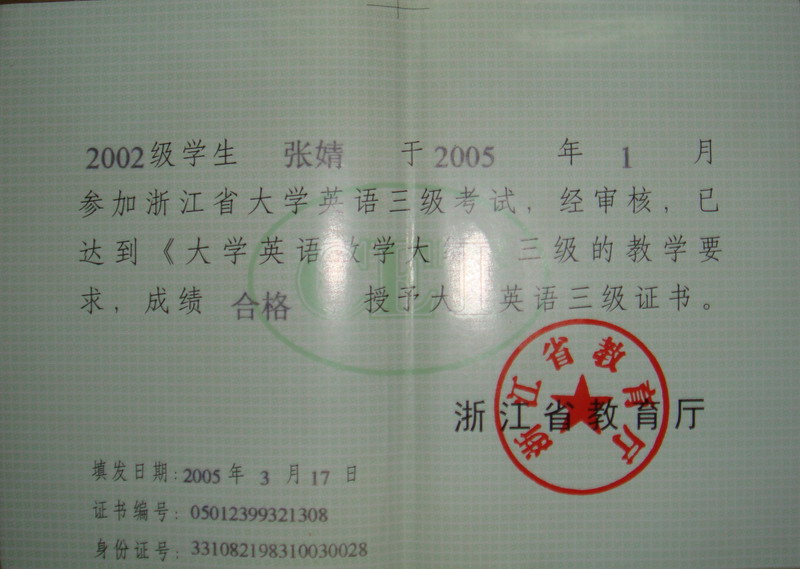 2002级学生 张婧 于2005 年 1 月
参加浙江省大学英语三级考试，经审核，已
达到《大学英语教学大 三级的教学要
求，成绩 合格 授予大 英语三级证书。
浙江省教育厅
浙江省教育厅
填发日期：2005年 3 月 17 日
证书编号：05012399321308
身份证号：331082198310030028